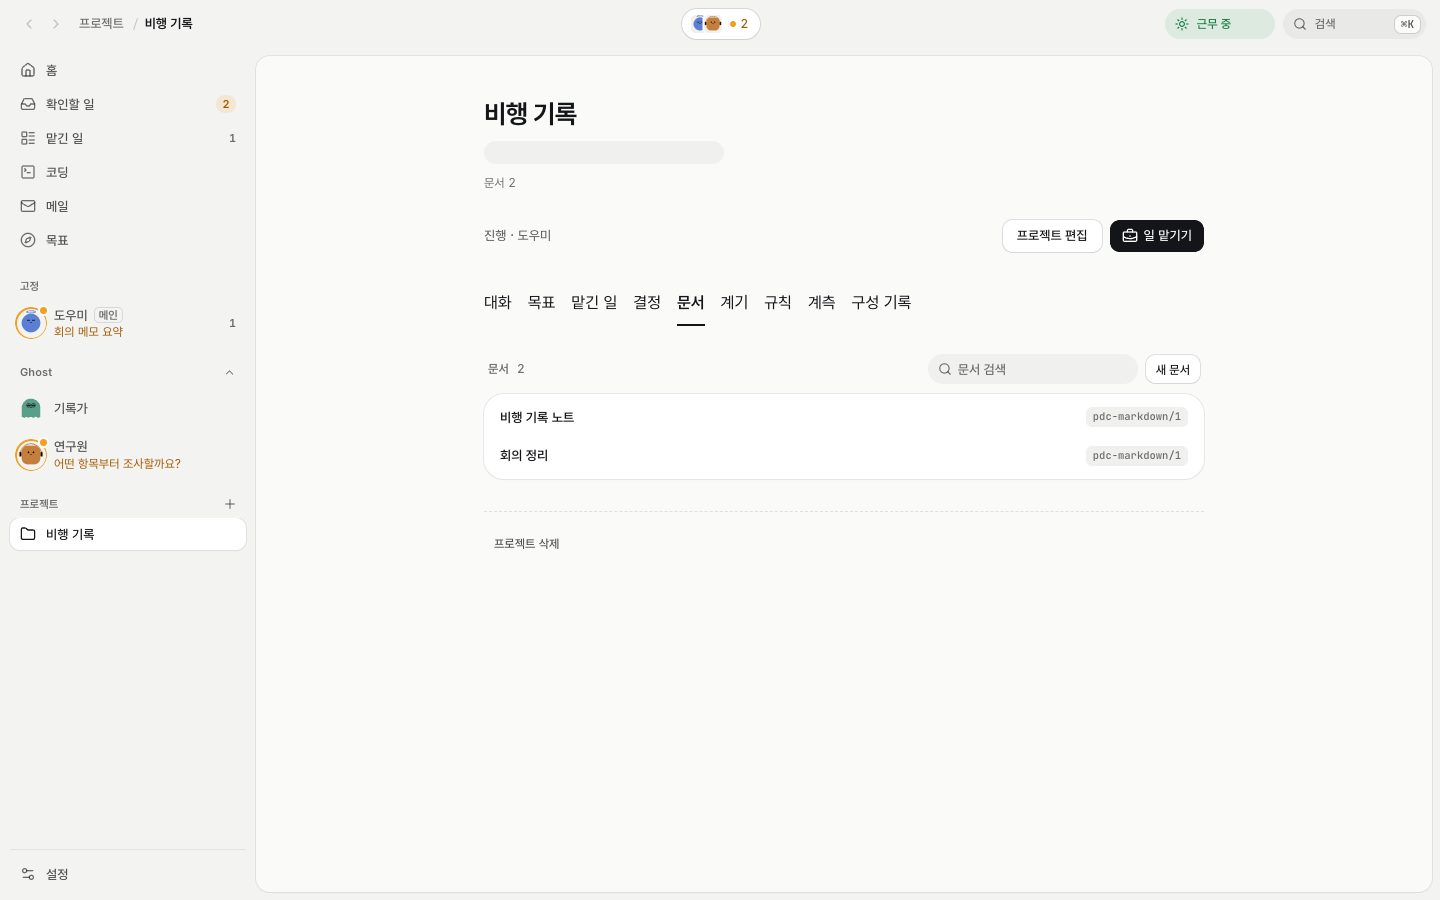 프로젝트 / 비행 기록
2
근무 중
검색
⌘K
홈
확인할 일 2
맡긴 일 1
코딩
메일
목표
고정
도우미 메인
회의 메모 요약
1
Ghost
기록가
연구원
어떤 항목부터 조사할까요?
프로젝트
비행 기록
설정
비행 기록
문서 2
진행 · 도우미
프로젝트 편집
일 맡기기
대화 목표 맡긴 일 결정 문서 계기 규칙 계측 구성 기록
문서 2
문서 검색
새 문서
비행 기록 노트 pdc-markdown/1
회의 정리 pdc-markdown/1
프로젝트 삭제